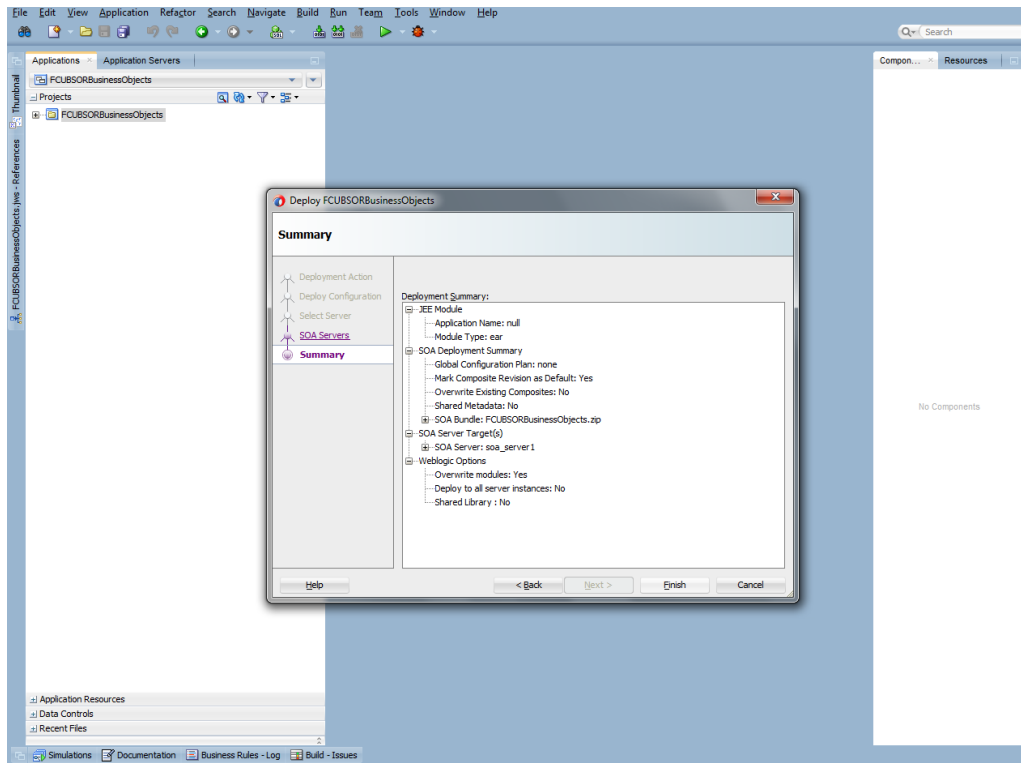 File Edit View Application Refactor Search Navigate Build Run Team Tools Window Help
Search
Applications Application Servers
Compon... Resources
FCUBSORBusinessObjects
Projects
FCUBSORBusinessObjects
Thumbnail
FCUBSORBusinessObjects.jws - References
Deploy FCUBSORBusinessObjects
Summary
Deployment Action
Deploy Configuration
Select Server
SOA Servers
Summary
Deployment Summary:
JEE Module
Application Name: null
Module Type: ear
SOA Deployment Summary
Global Configuration Plan: none
Mark Composite Revision as Default: Yes
Overwrite Existing Composites: No
Shared Metadata: No
SOA Bundle: FCUBSORBusinessObjects.zip
SOA Server Target(s)
SOA Server: soa_server1
Weblogic Options
Overwrite modules: Yes
Deploy to all server instances: No
Shared Library : No
Help < Back Next > Finish Cancel
No Components
Application Resources
Data Controls
Recent Files
Simulations Documentation Business Rules - Log Build - Issues